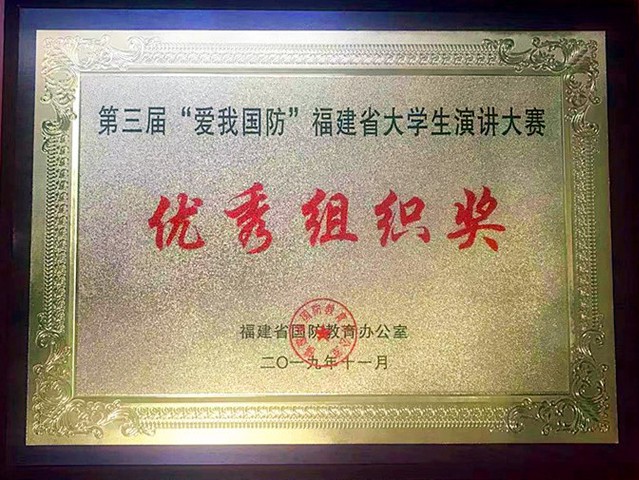 第三届“爱我国防”福建省大学生演讲大赛
优秀组织奖
福建省国防教育办公室
二〇一九年十一月